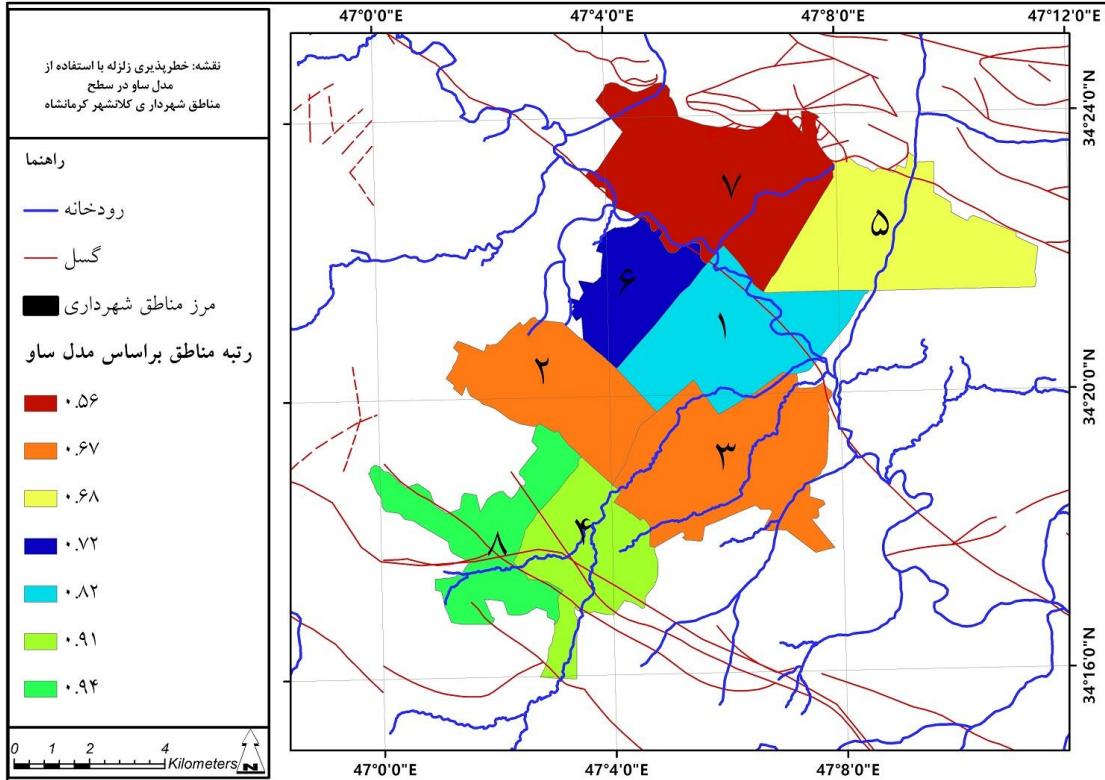 نقشه: خطرپذیری زلزله با استفاده از
مدل ساو در سطح
مناطق شهردار ی کلانشهر کرمانشاه
راهنما
رودخانه
گسل
مرز مناطق شهرداری
رتبه مناطق براساس مدل ساو
۰.۵۶
۰.۶۷
۰.۶۸
۰.۷۲
۰.۸۲
۰.۹۱
۰.۹۴
0 1 2 4
Kilometers
N
47°0'0"E 47°4'0"E 47°8'0"E 47°12'0"E
34°24'0"N
34°20'0"N
34°16'0"N
۷
۵
۶
۱
۲
۳
۴
۸
47°0'0"E 47°4'0"E 47°8'0"E